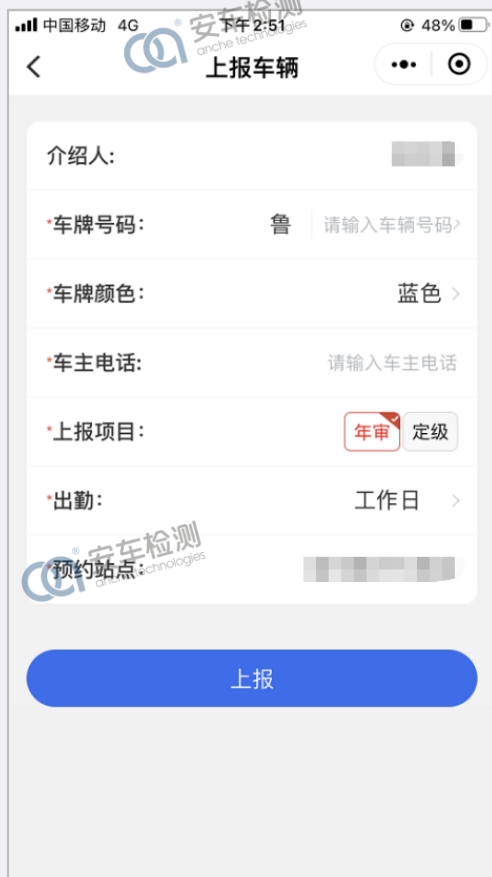 中国移动 4G 下午2:51 48%
安车检测
anche technologies
上报车辆
介绍人:
*车牌号码: 鲁 请输入车辆号码
*车牌颜色: 蓝色
*车主电话: 请输入车主电话
*上报项目: 年审 定级
*出勤: 工作日
安车检测
anche technologies
*预约站点:
上报